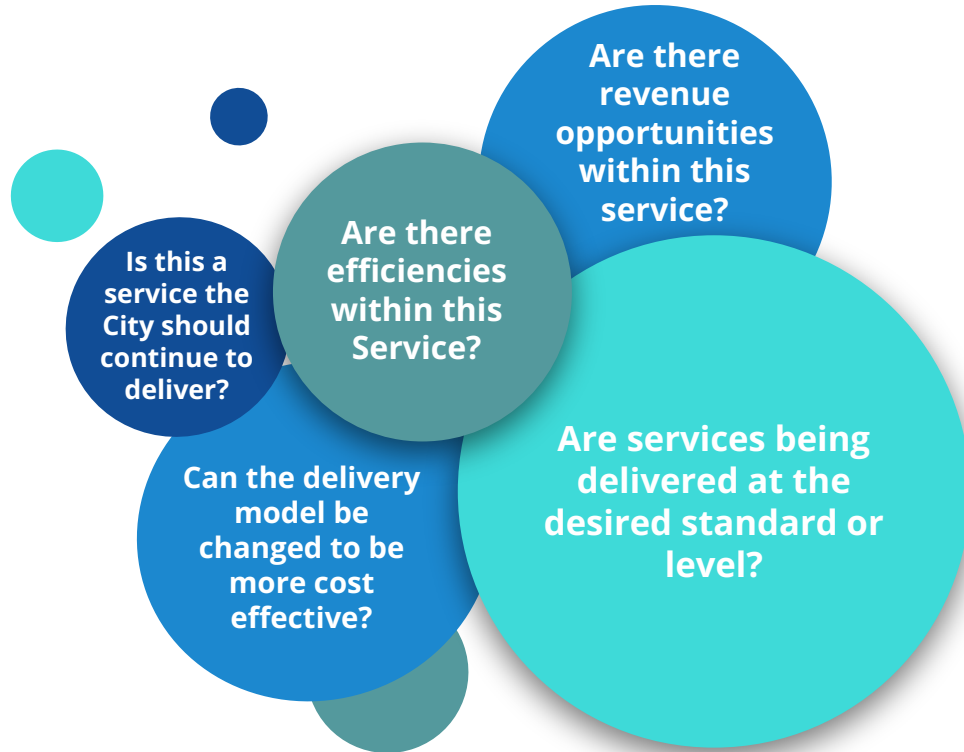 Are there
revenue
opportunities
within this
service?
Are there
efficiencies
within this
Service?
Is this a
service the
City should
continue to
deliver?
Are services being
delivered at the
desired standard or
level?
Can the delivery
model be
changed to be
more cost
effective?